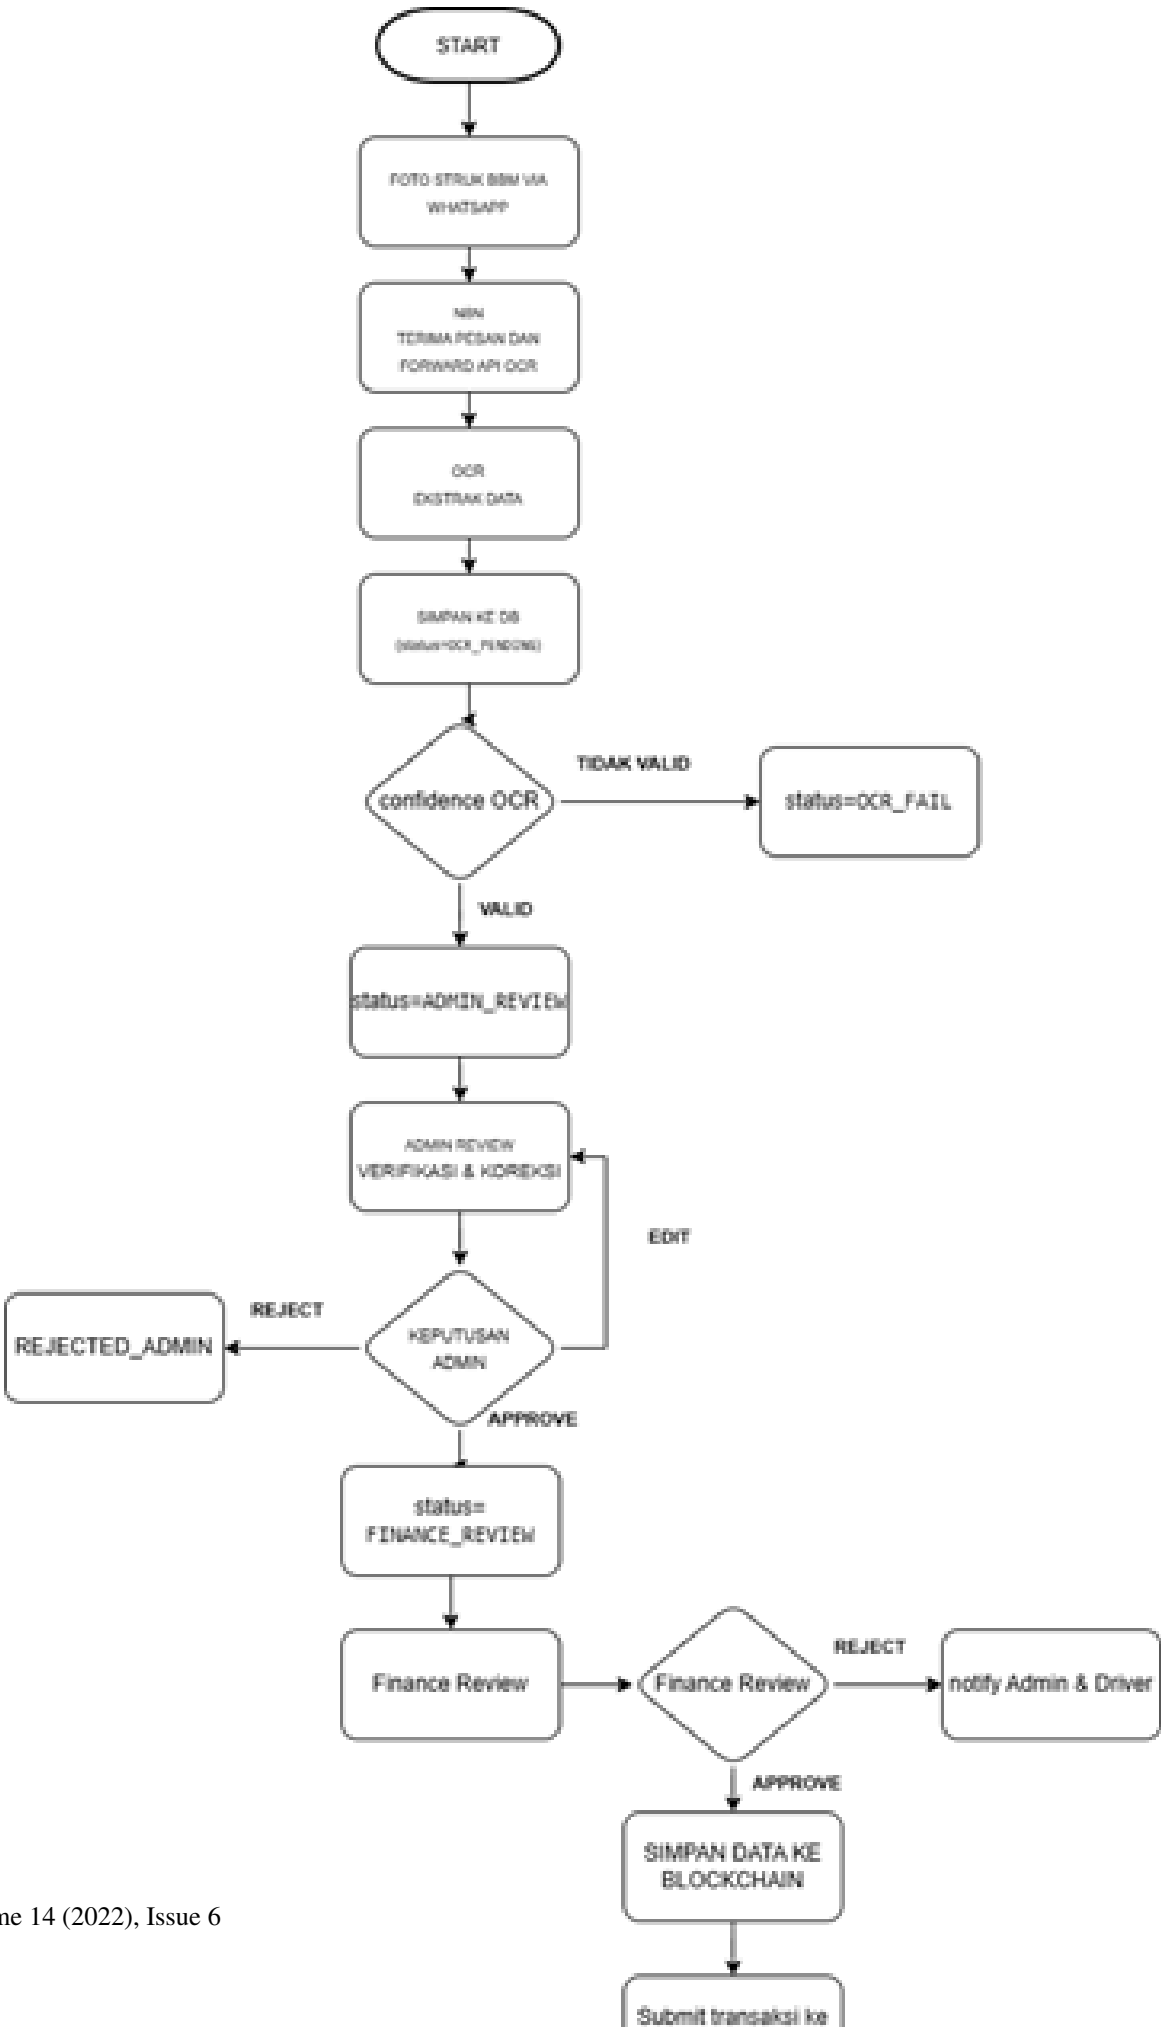 START
FOTO STRUK BBM VIA
WHATSAPP
N8N
TERIMA PESAN DAN
FORWARD API OCR
OCR
EKSTRAK DATA
SIMPAN KE DB
(status=OCR_PENDING)
confidence OCR
TIDAK VALID
status=OCR_FAIL
VALID
status=ADMIN_REVIEW
ADMIN REVIEW
VERIFIKASI & KOREKSI
EDIT
REJECT
REJECTED_ADMIN
KEPUTUSAN
ADMIN
APPROVE
status=
FINANCE_REVIEW
Finance Review
Finance Review
REJECT
notify Admin & Driver
APPROVE
SIMPAN DATA KE
BLOCKCHAIN
me 14 (2022), Issue 6
Submit transaksi ke